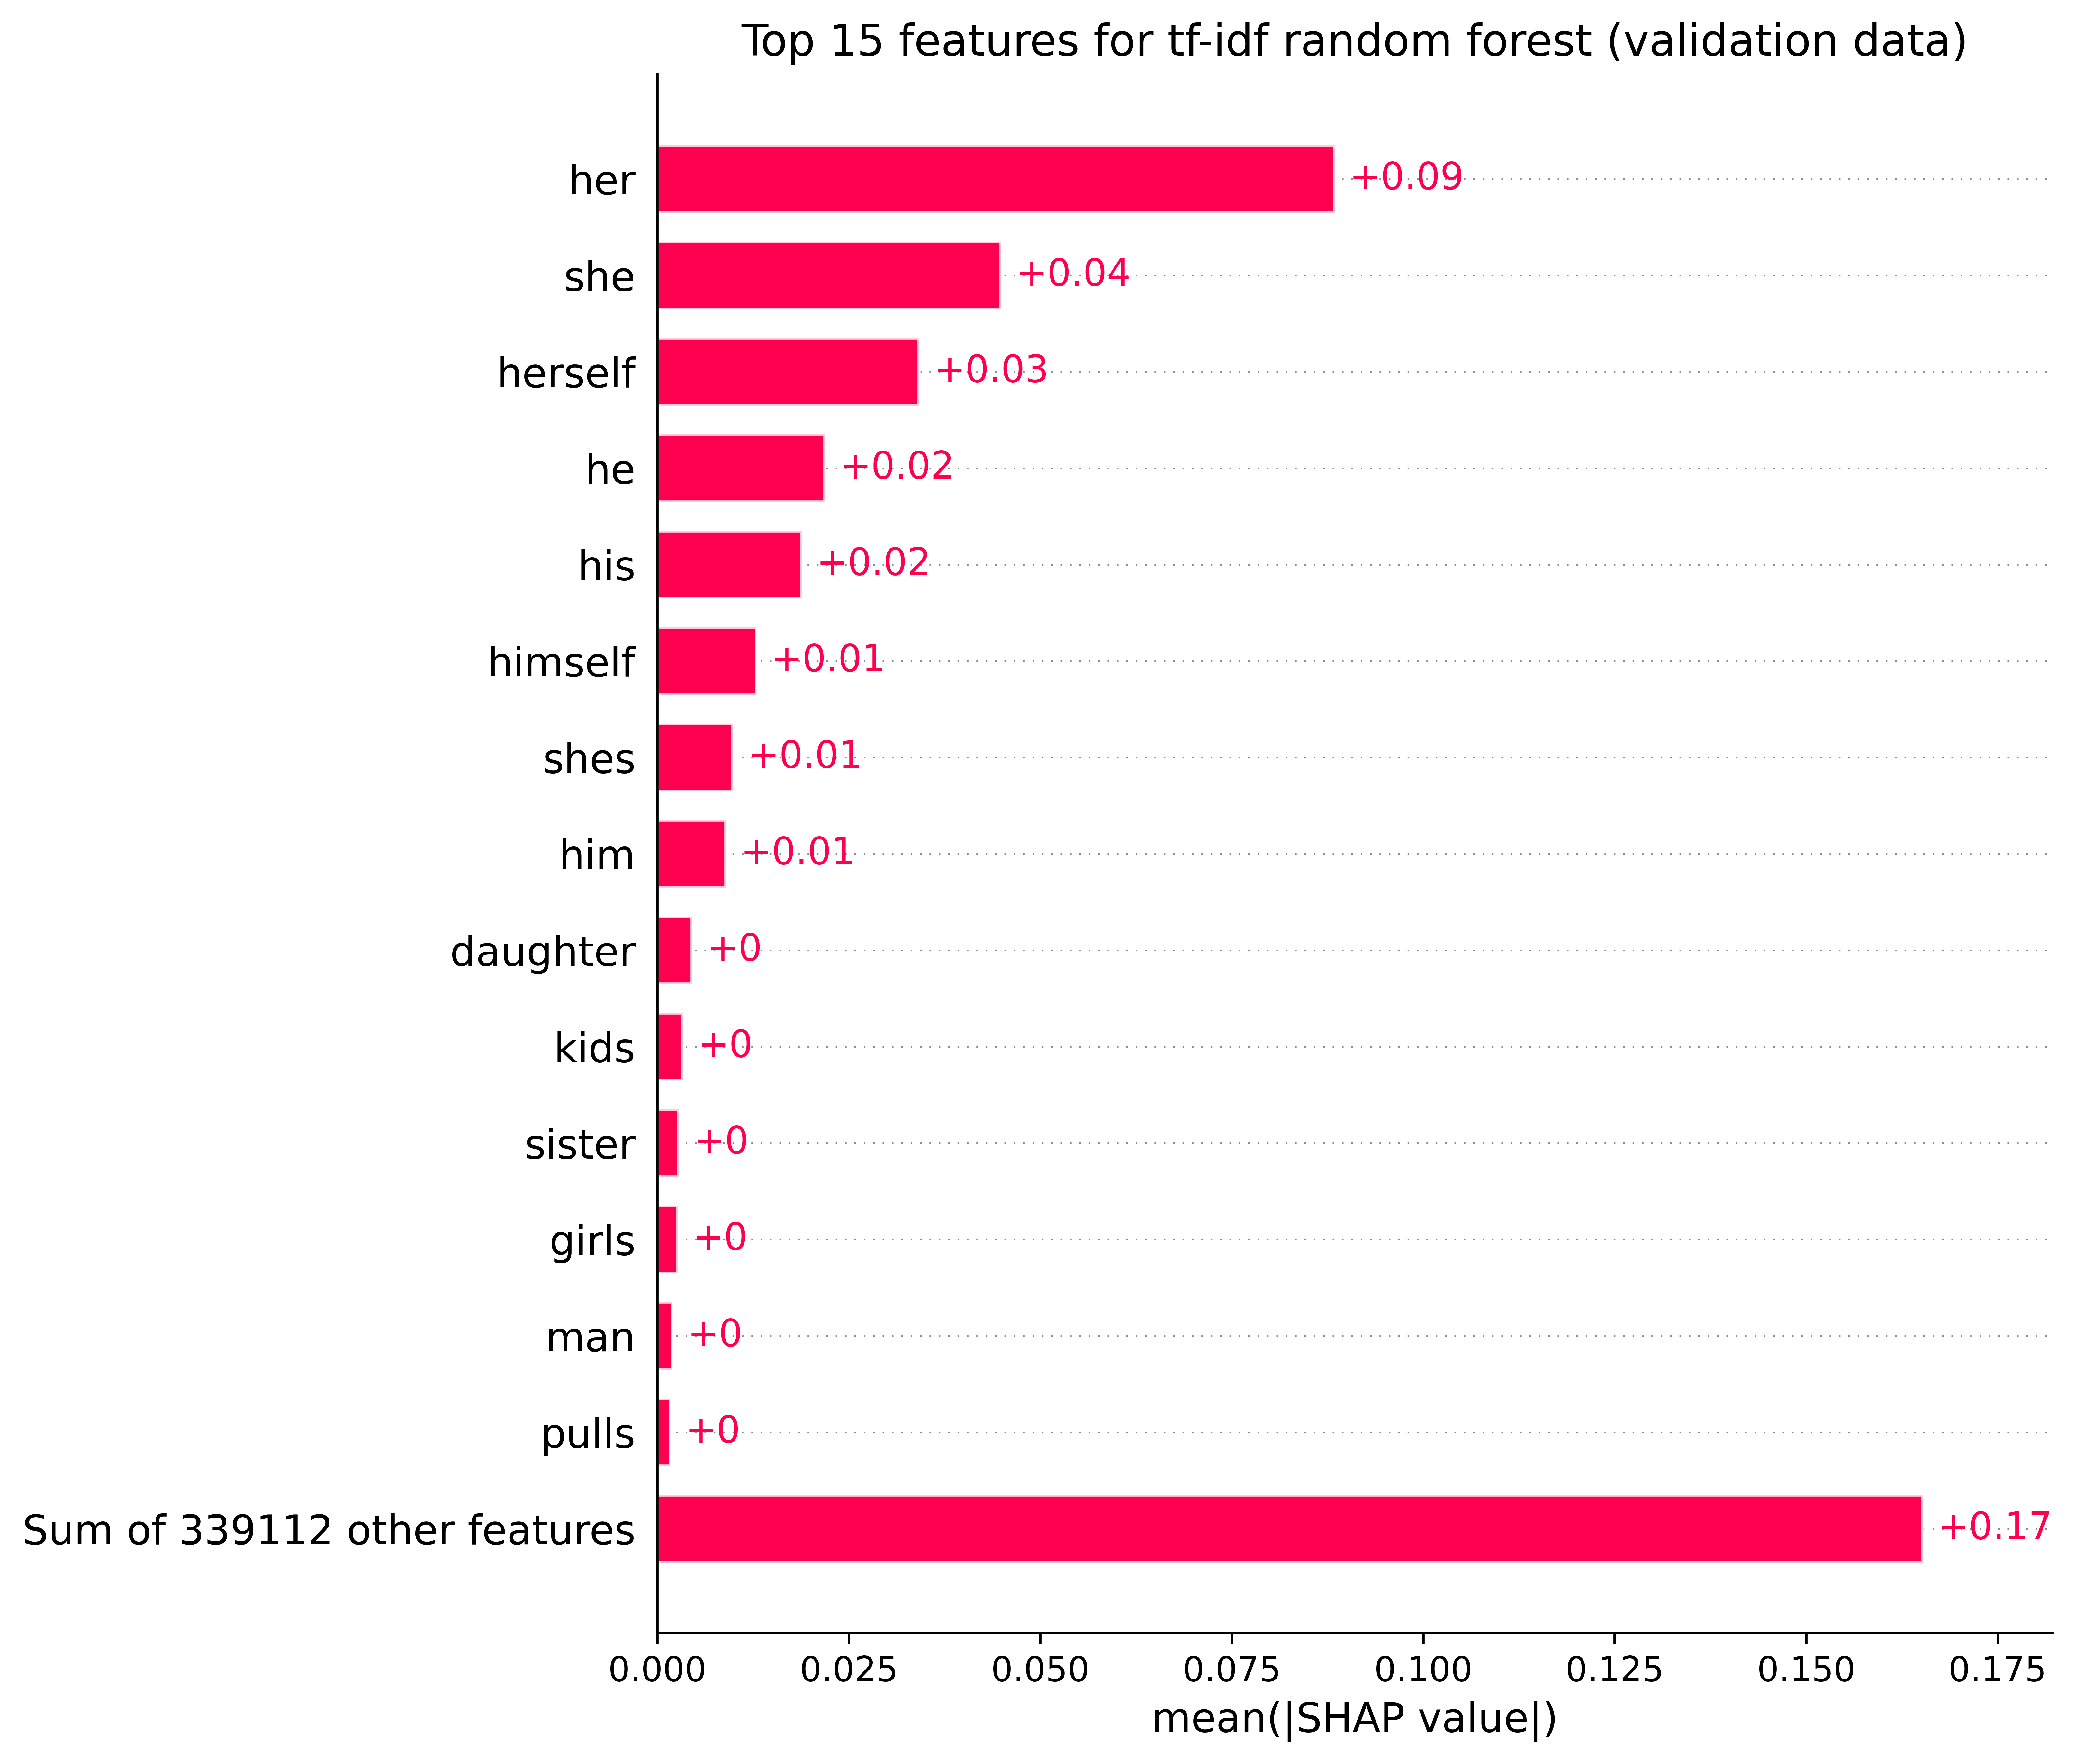 Top 15 features for tf-idf random forest (validation data)
her +0.09
she +0.04
herself +0.03
he +0.02
his +0.02
himself +0.01
shes +0.01
him +0.01
daughter +0
kids +0
sister +0
girls +0
man +0
pulls +0
Sum of 339112 other features +0.17
0.000 0.025 0.050 0.075 0.100 0.125 0.150 0.175
mean(|SHAP value|)